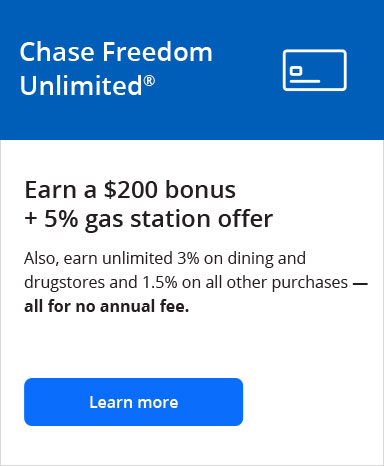 Chase Freedom
Unlimited®
Earn a $200 bonus
+ 5% gas station offer
Also, earn unlimited 3% on dining and
drugstores and 1.5% on all other purchases —
all for no annual fee.
Learn more